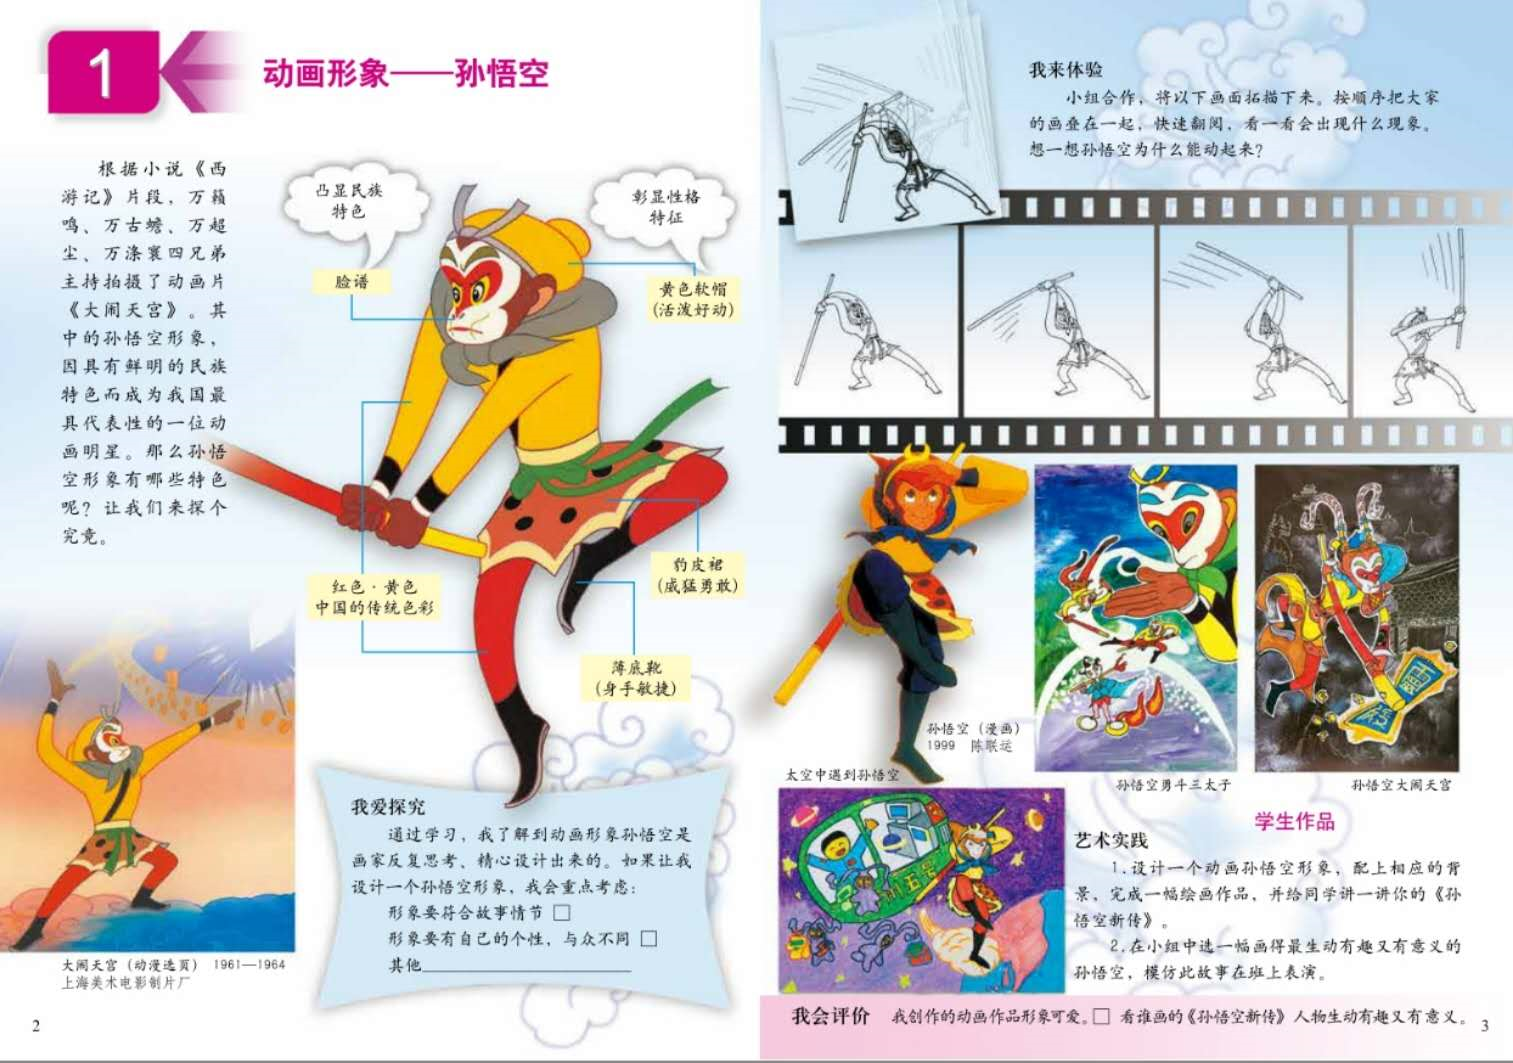 1
动画形象——孙悟空
根据小说《西
游记》片段，万籁
鸣、万古蟾、万超
尘、万涤寰四兄弟
主持拍摄了动画片
《大闹天宫》。其
中的孙悟空形象，
因具有鲜明的民族
特色而成为我国最
具代表性的一位动
画明星。那么孙悟
空形象有哪些特色
呢？让我们来探个
究竟。
凸显民族
特色
彰显性格
特征
脸谱
黄色软帽
(活泼好动)
豹皮裙
(威猛勇敢)
红色·黄色
中国的传统色彩
薄底靴
(身手敏捷)
大闹天宫（动漫选页） 1961—1964
上海美术电影制片厂
我爱探究
通过学习，我了解到动画形象孙悟空是
画家反复思考、精心设计出来的。如果让我
设计一个孙悟空形象，我会重点考虑：
形象要符合故事情节 □
形象要有自己的个性，与众不同 □
其他
2
我来体验
小组合作，将以下画面拓描下来。按顺序把大家
的画叠在一起，快速翻阅，看一看会出现什么现象。
想一想孙悟空为什么能动起来？
孙悟空（漫画）
1999 陈联运
太空中遇到孙悟空
五号
孙悟空勇斗三太子
靈
孙悟空大闹天宫
学生作品
艺术实践
1.设计一个动画孙悟空形象，配上相应的背
景，完成一幅绘画作品，并给同学讲一讲你的《孙
悟空新传》。
2.在小组中选一幅画得最生动有趣又有意义的
孙悟空，模仿此故事在班上表演。
我会评价 我创作的动画作品形象可爱。□ 看谁画的《孙悟空新传》人物生动有趣又有意义。
3